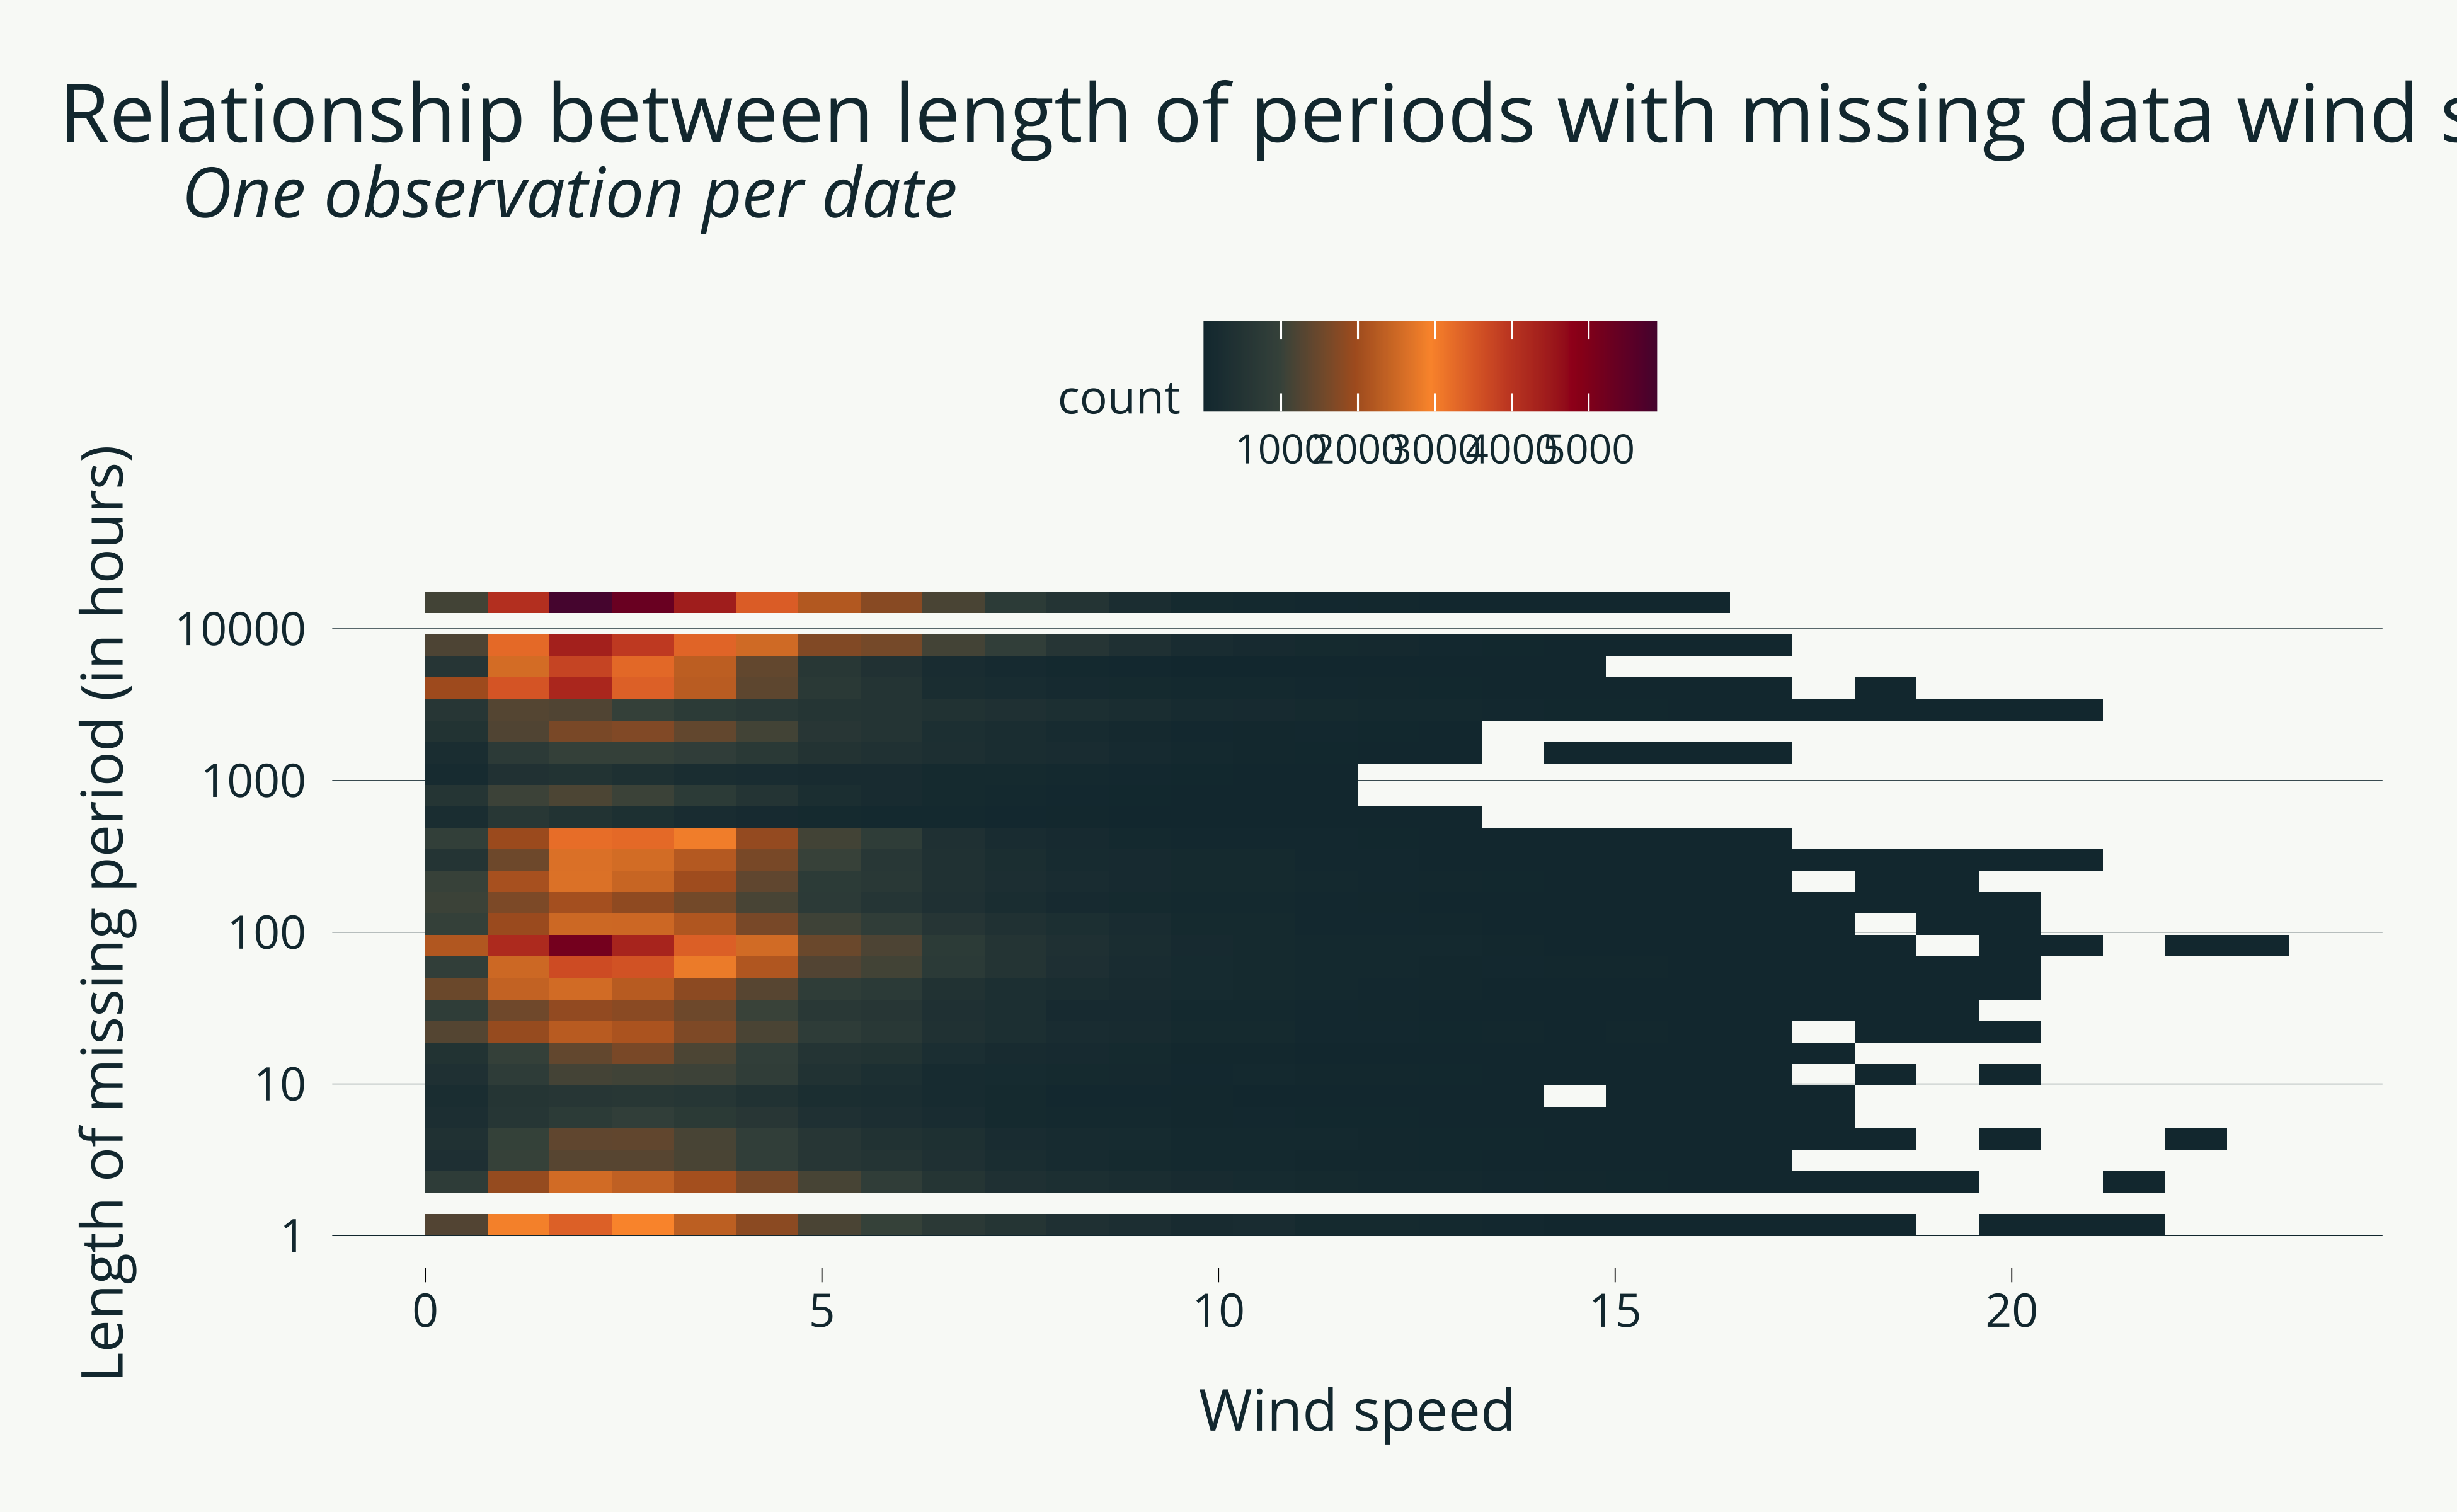 Relationship between length of periods with missing data wind s
One observation per date
count
1000 2000 3000 4000 5000
Length of missing period (in hours)
10000
1000
100
10
1
0 5 10 15 20
Wind speed